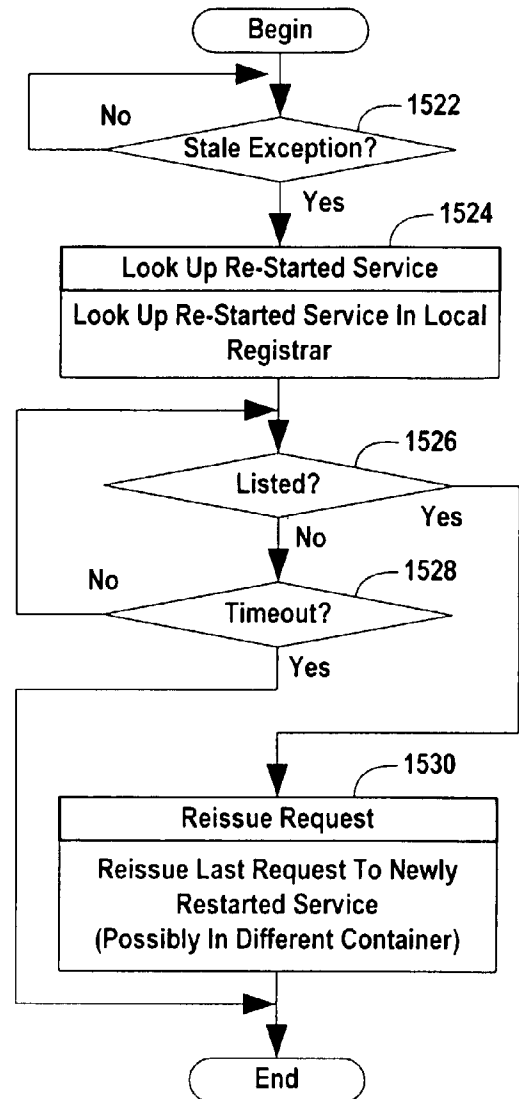 Begin
No
1522
Stale Exception?
Yes
1524
Look Up Re-Started Service
Look Up Re-Started Service In Local
Registrar
1526
Listed?
Yes
No
No
1528
Timeout?
Yes
1530
Reissue Request
Reissue Last Request To Newly
Restarted Service
(Possibly In Different Container)
End